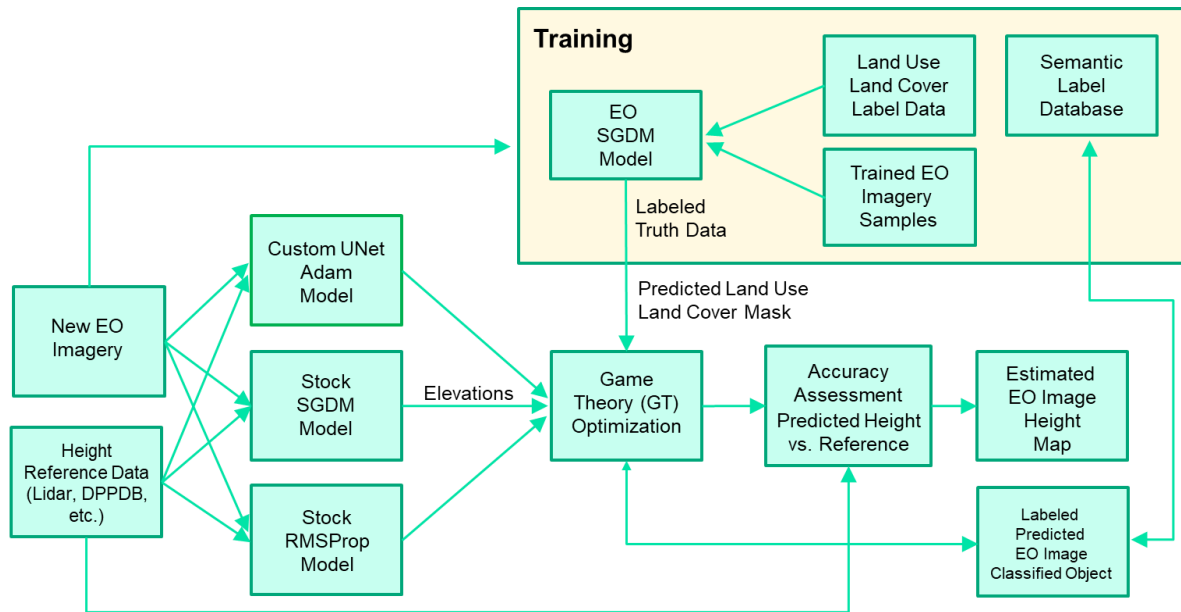 Training
Land Use
Land Cover
Label Data
Semantic
Label
Database
EO
SGDM
Model
Trained EO
Imagery
Samples
Labeled
Truth Data
Custom UNet
Adam
Model
Predicted Land Use
Land Cover Mask
New EO
Imagery
Stock
SGDM
Model
Elevations
Game
Theory (GT)
Optimization
Accuracy
Assessment
Predicted Height
vs. Reference
Estimated
EO Image
Height
Map
Height
Reference Data
(Lidar, DPPDB,
etc.)
Stock
RMSProp
Model
Labeled
Predicted
EO Image
Classified Object